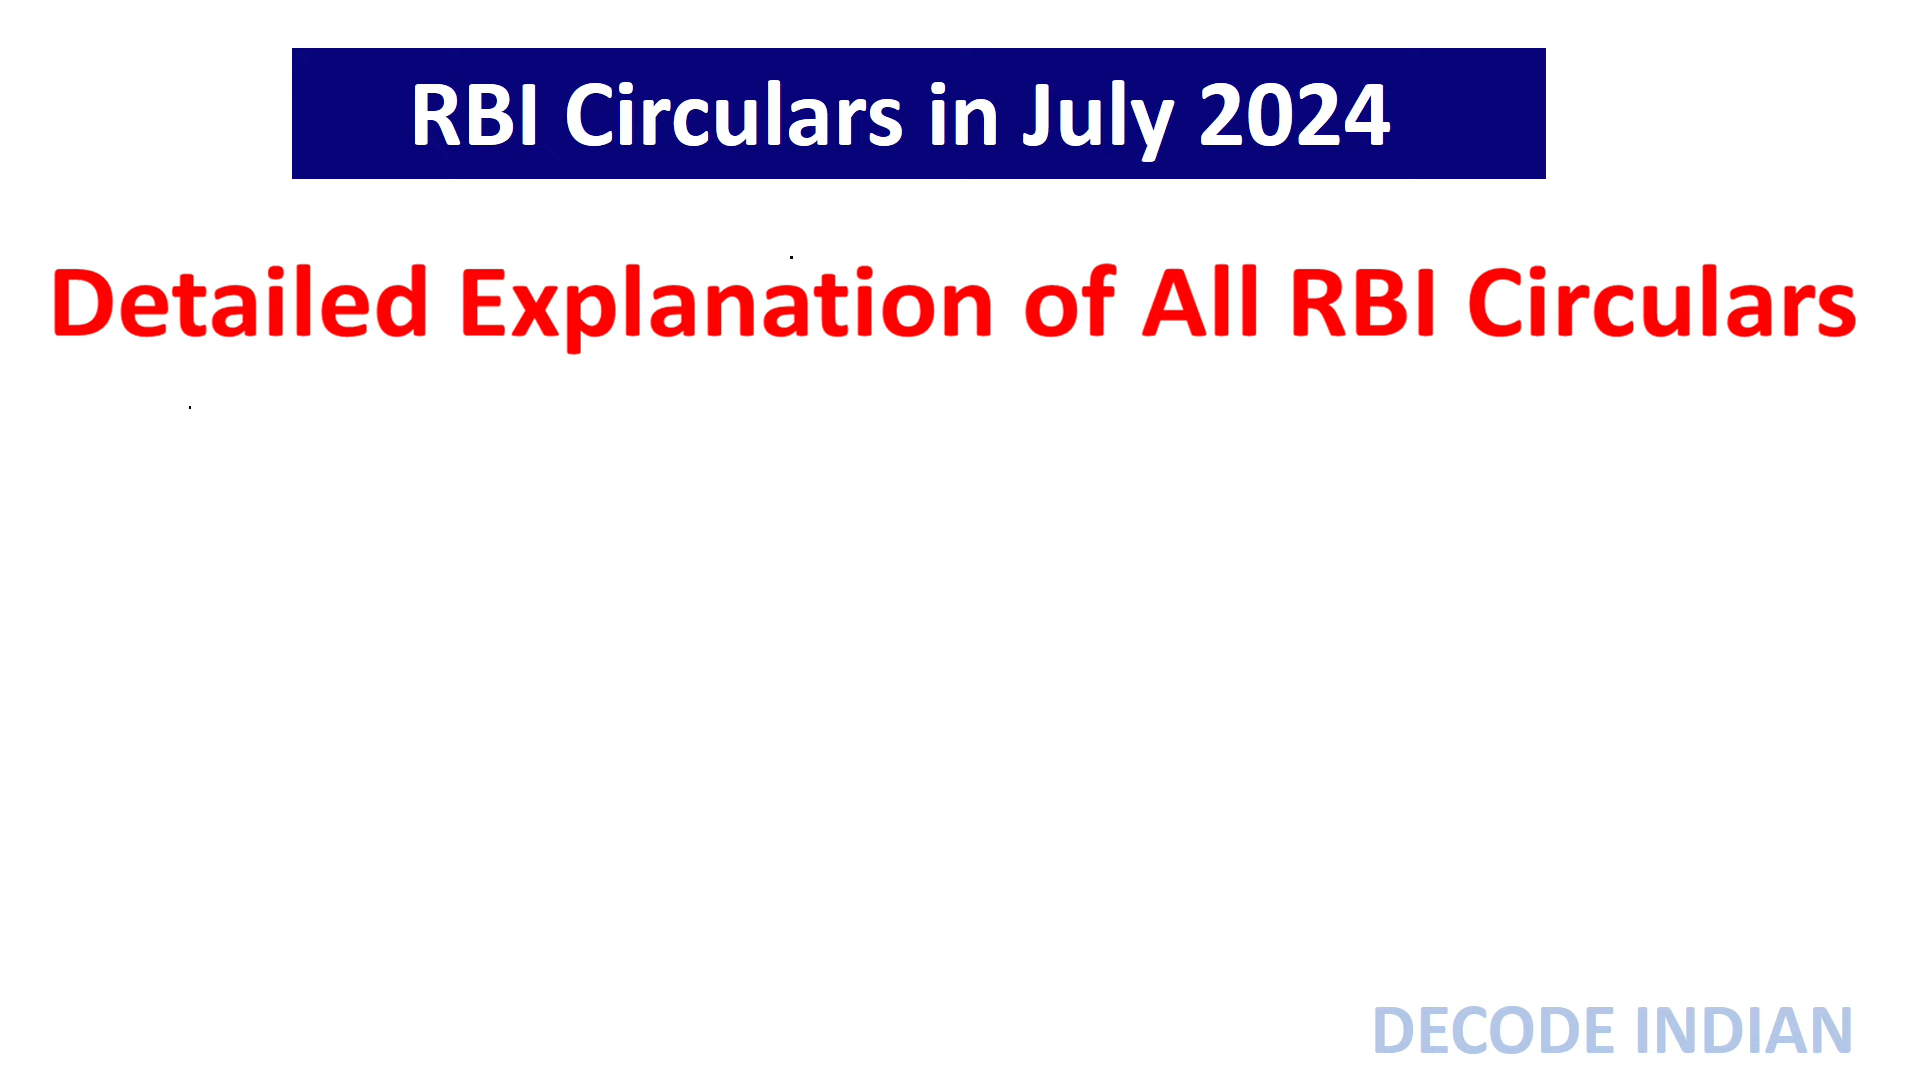 RBI Circulars in July 2024
Detailed Explanation of All RBI Circulars
DECODE INDIAN